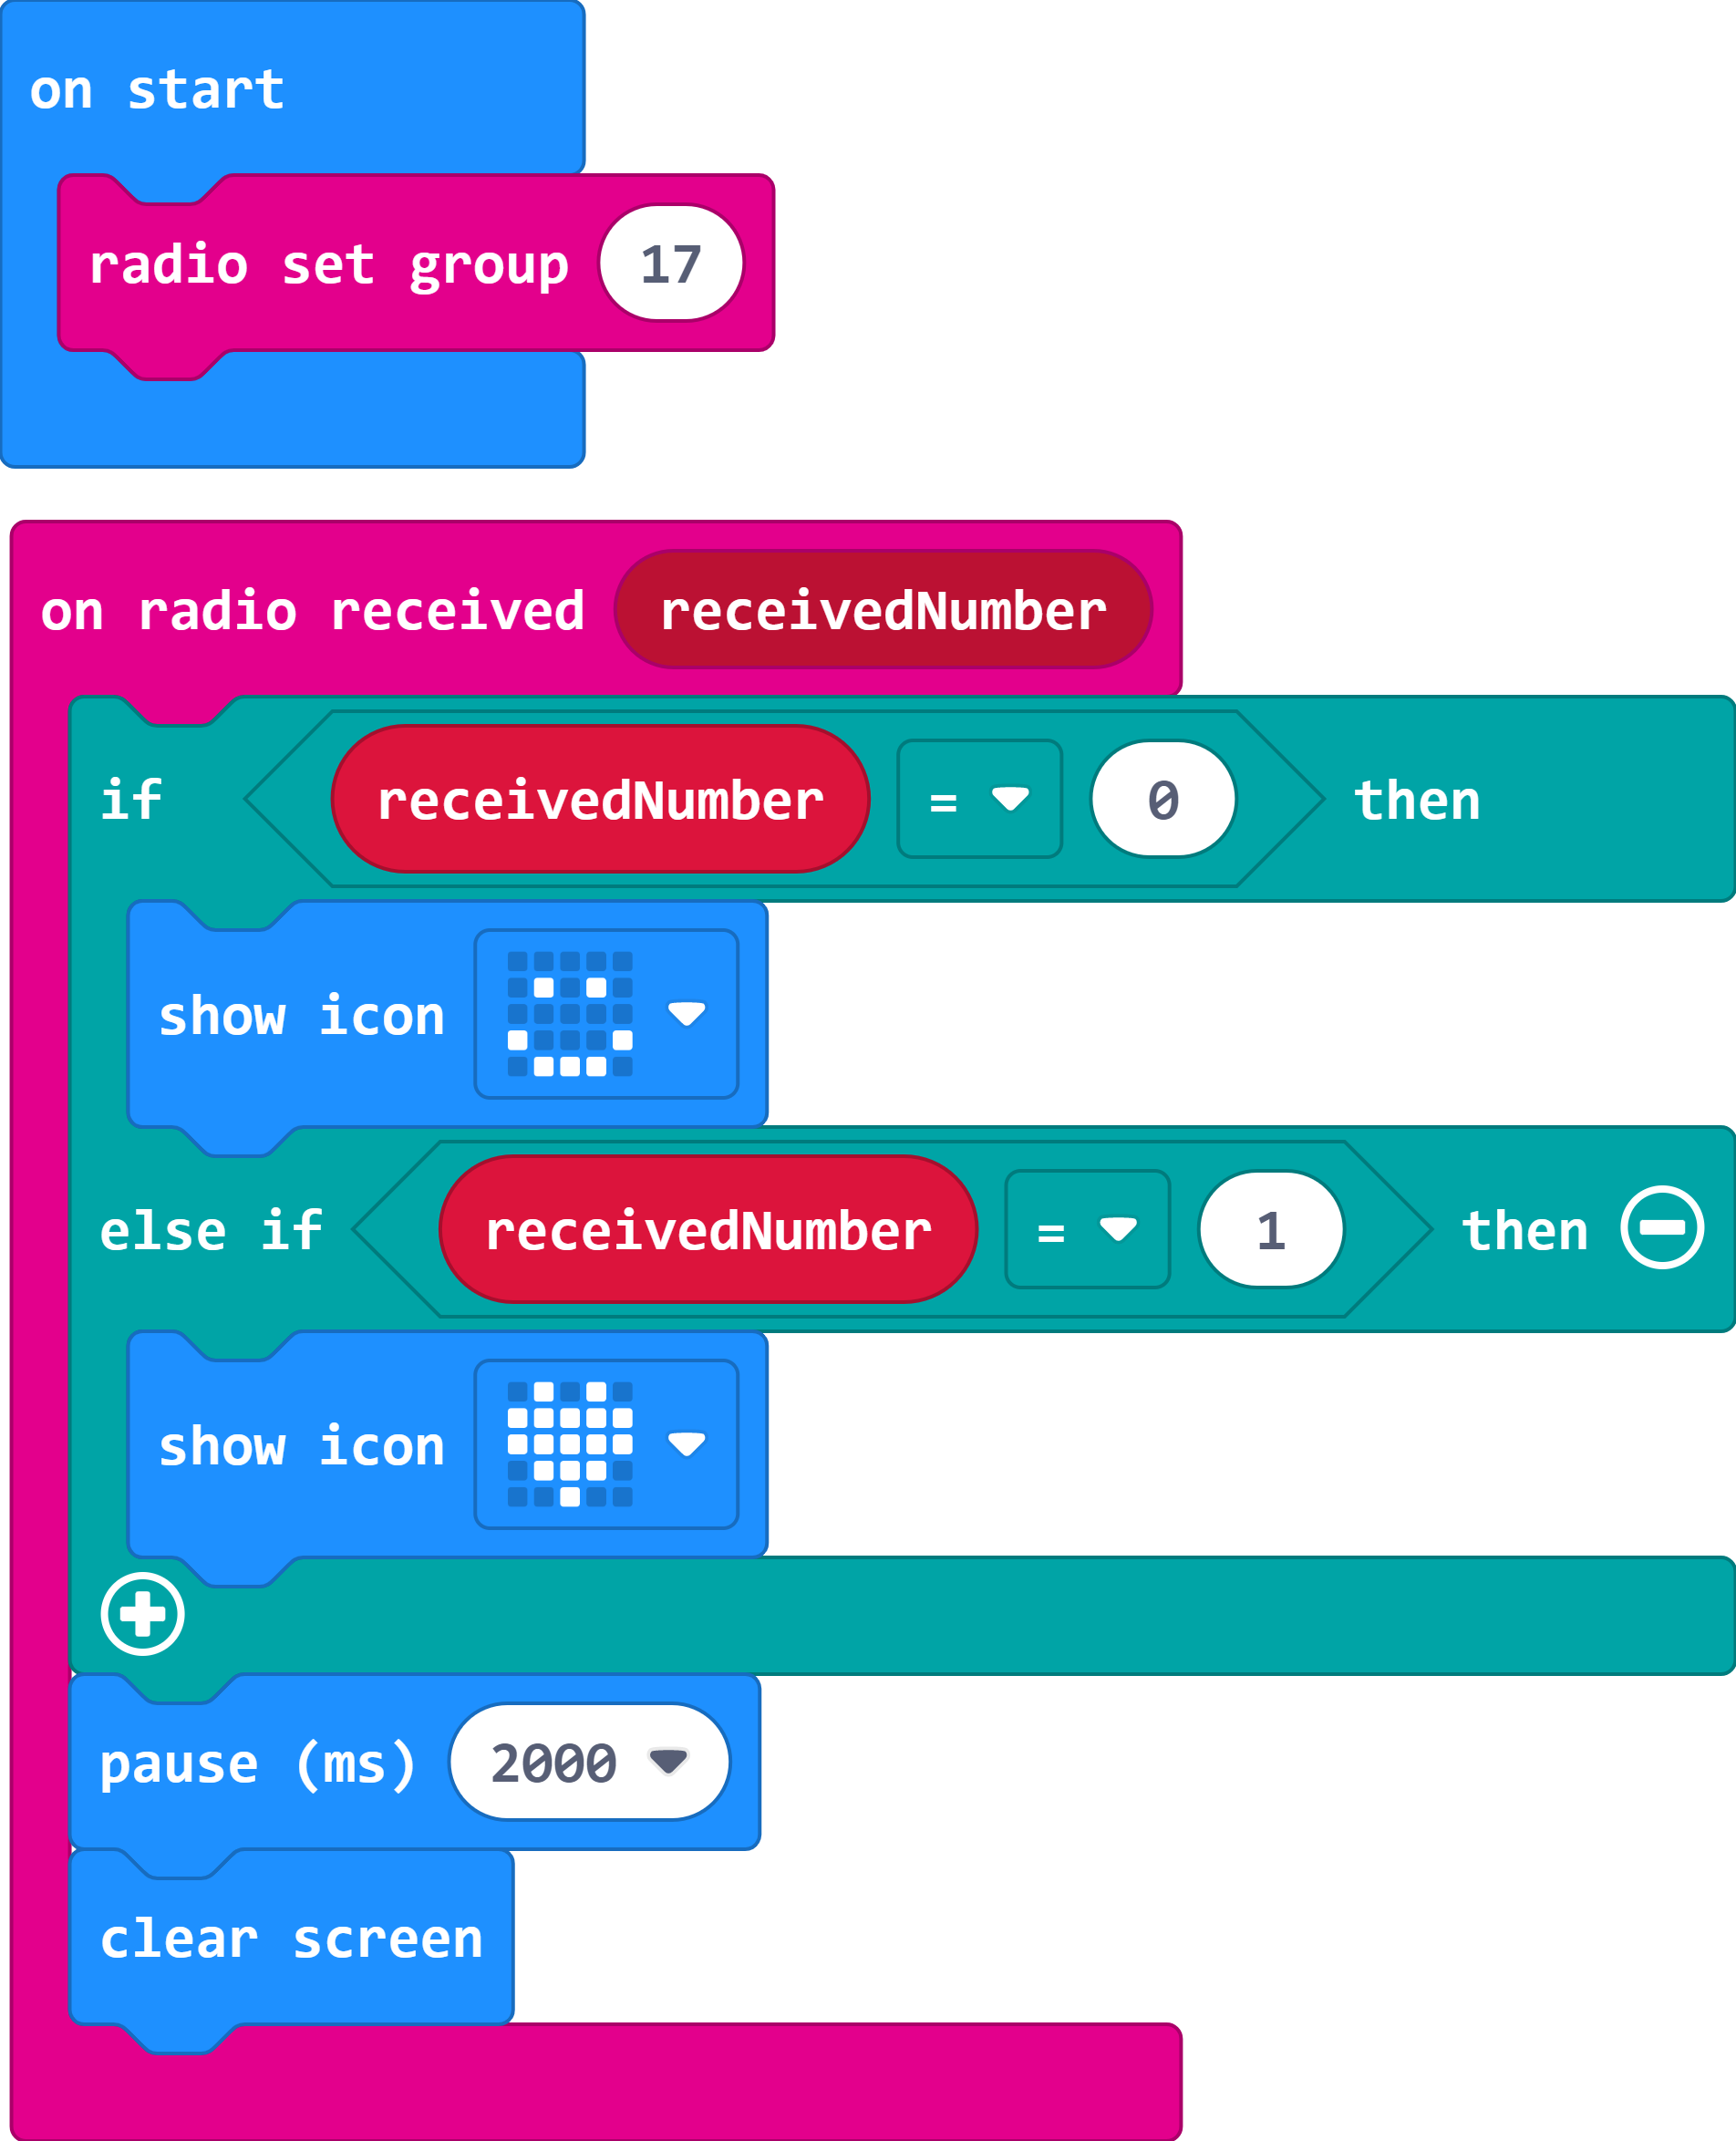 on start
radio set group 17
on radio received receivedNumber
if receivedNumber = 0 then
show icon
else if receivedNumber = 1 then
show icon
pause (ms) 2000
clear screen